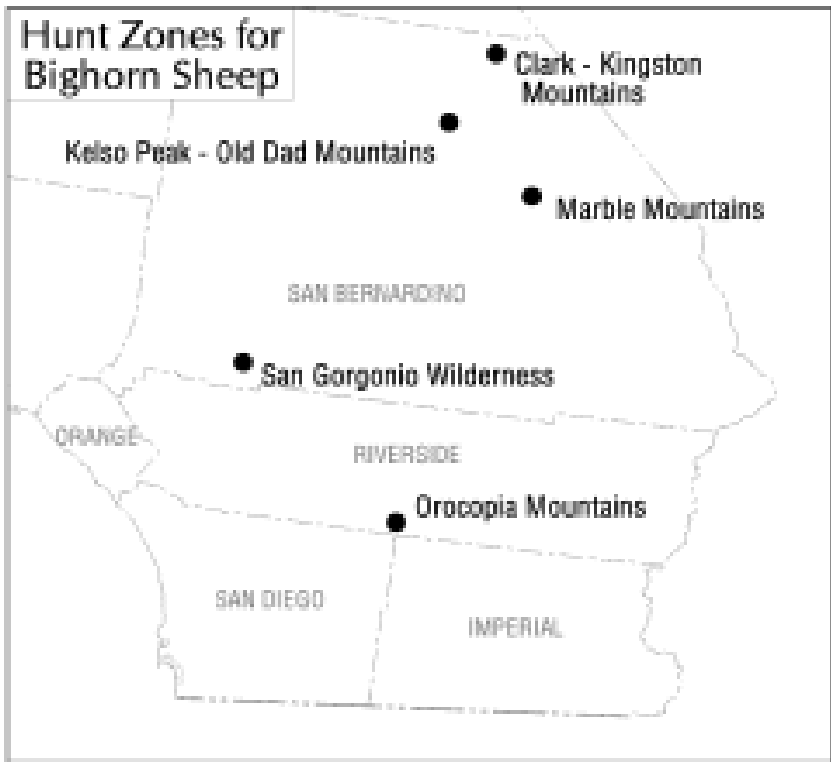 Hunt Zones for
Bighorn Sheep
Clark - Kingston
Mountains
Kelso Peak - Old Dad Mountains
Marble Mountains
SAN BERNARDINO
San Gorgonio Wilderness
ORANGE
RIVERSIDE
Orocopia Mountains
SAN DIEGO
IMPERIAL